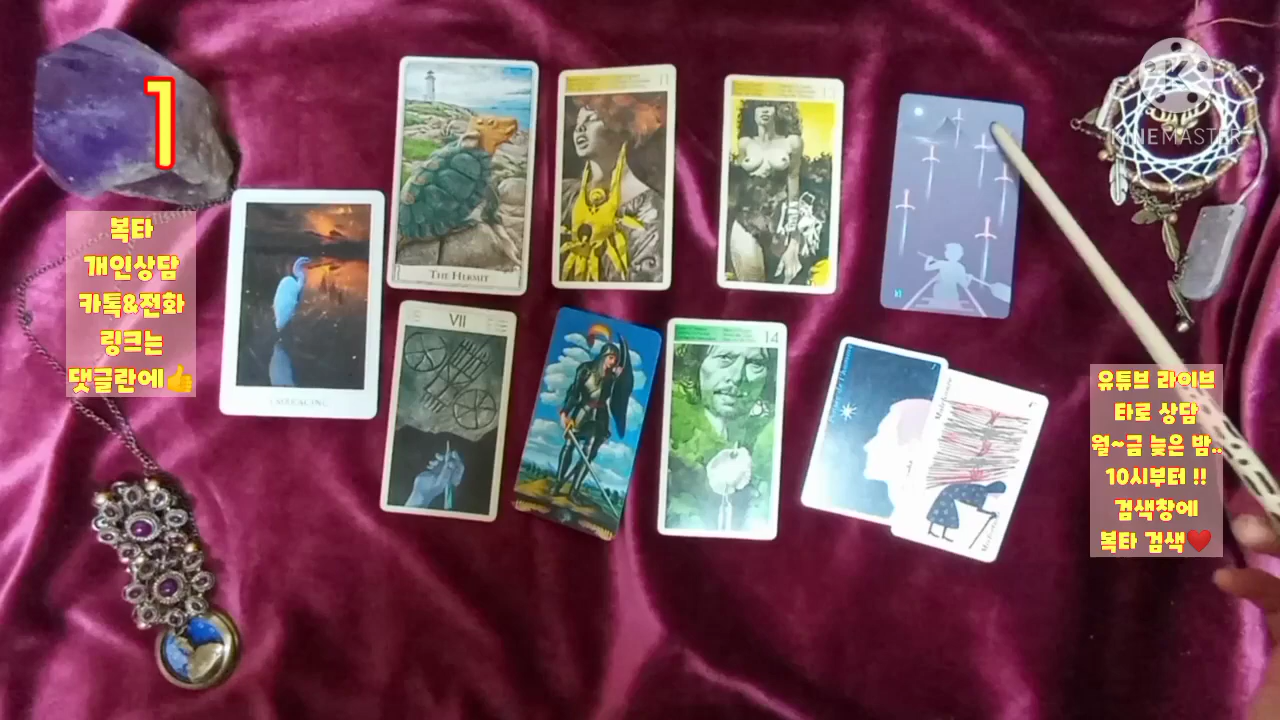 1
복타
개인상담
카톡&전화
링크는
댓글란에👍
THE HERMIT
11
VII
14
KINEMASTER
유튜브 라이브
타로 상담
월~금 늦은 밤..
10시부터 !!
검색창에
복타 검색❤️